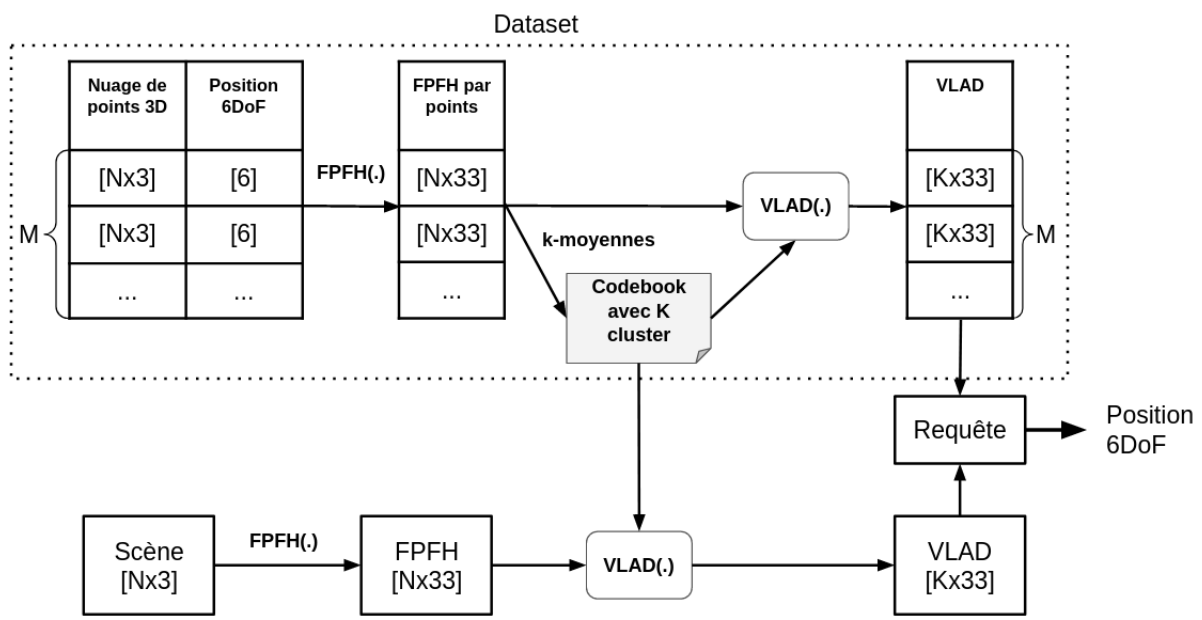 Dataset
Nuage de
points 3D
Position
6DoF
FPFH par
points
VLAD
[Nx3]
[6]
FPFH(.)
[Nx33]
[Kx33]
VLAD(.)
M
[Nx3]
[6]
[Nx33]
k-moyennes
[Kx33]
M
...
...
...
Codebook
avec K
cluster
...
Requête
Position
6DoF
Scène
[Nx3]
FPFH(.)
FPFH
[Nx33]
VLAD(.)
VLAD
[Kx33]